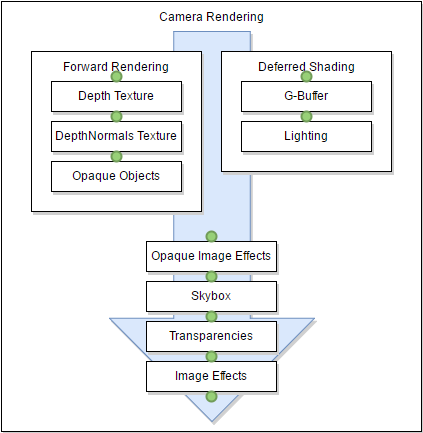 Camera Rendering
Forward Rendering
Depth Texture
DepthNormals Texture
Opaque Objects
Deferred Shading
G-Buffer
Lighting
Opaque Image Effects
Skybox
Transparencies
Image Effects